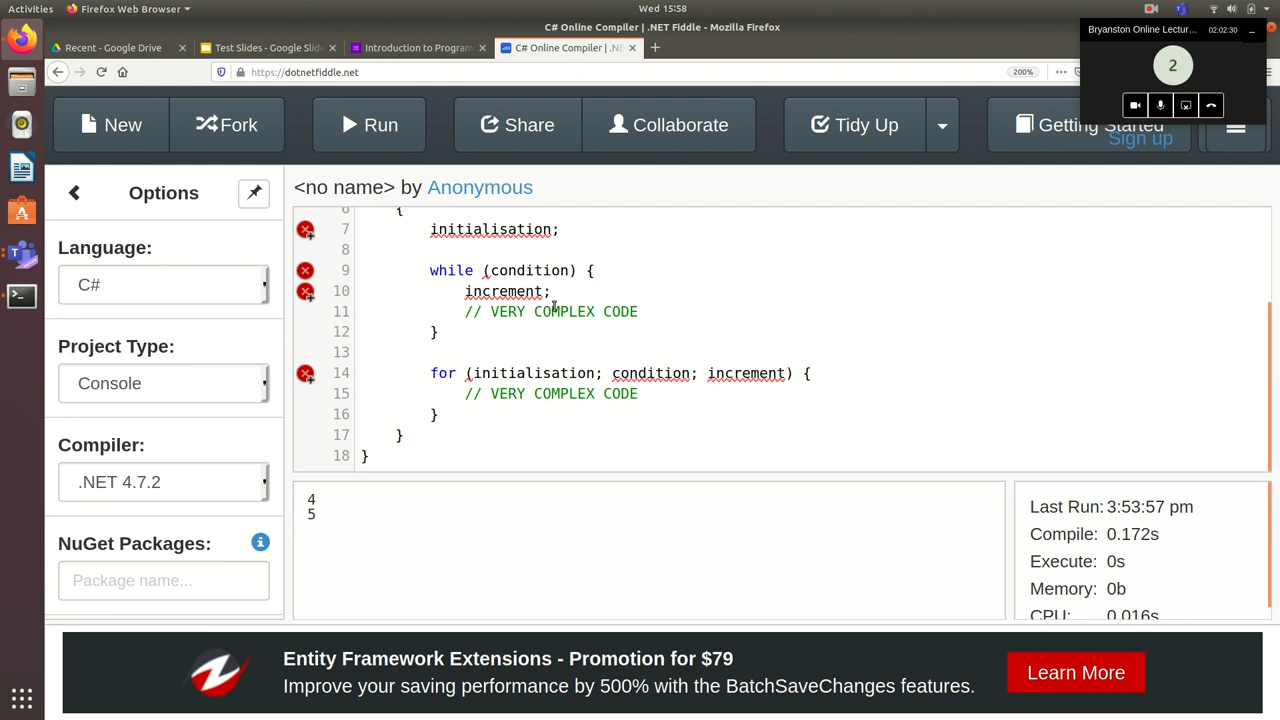 Activities Firefox Web Browser Wed 15:58
C# Online Compiler | .NET Fiddle - Mozilla Firefox
Recent - Google Drive
Test Slides - Google Slid
Introduction to Program
C# Online Compiler | .NE
https://dotnetfiddle.net 200%
Bryanston Online Lectur... 02:02:30
2
New Fork Run Share Collaborate Tidy Up Getting Started
Sign up
Options
<no name> by Anonymous
Language:
C#
Project Type:
Console
Compiler:
.NET 4.7.2
NuGet Packages:
Package name...
6 {
7 initialisation;
8
9 while (condition) {
10 increment;
11 // VERY COMPLEX CODE
12 }
13
14 for (initialisation; condition; increment) {
15 // VERY COMPLEX CODE
16 }
17 }
18 }
4
5
Last Run: 3:53:57 pm
Compile: 0.172s
Execute: 0s
Memory: 0b
CPU: 0.016s
Entity Framework Extensions - Promotion for $79
Improve your saving performance by 500% with the BatchSaveChanges features.
Learn More